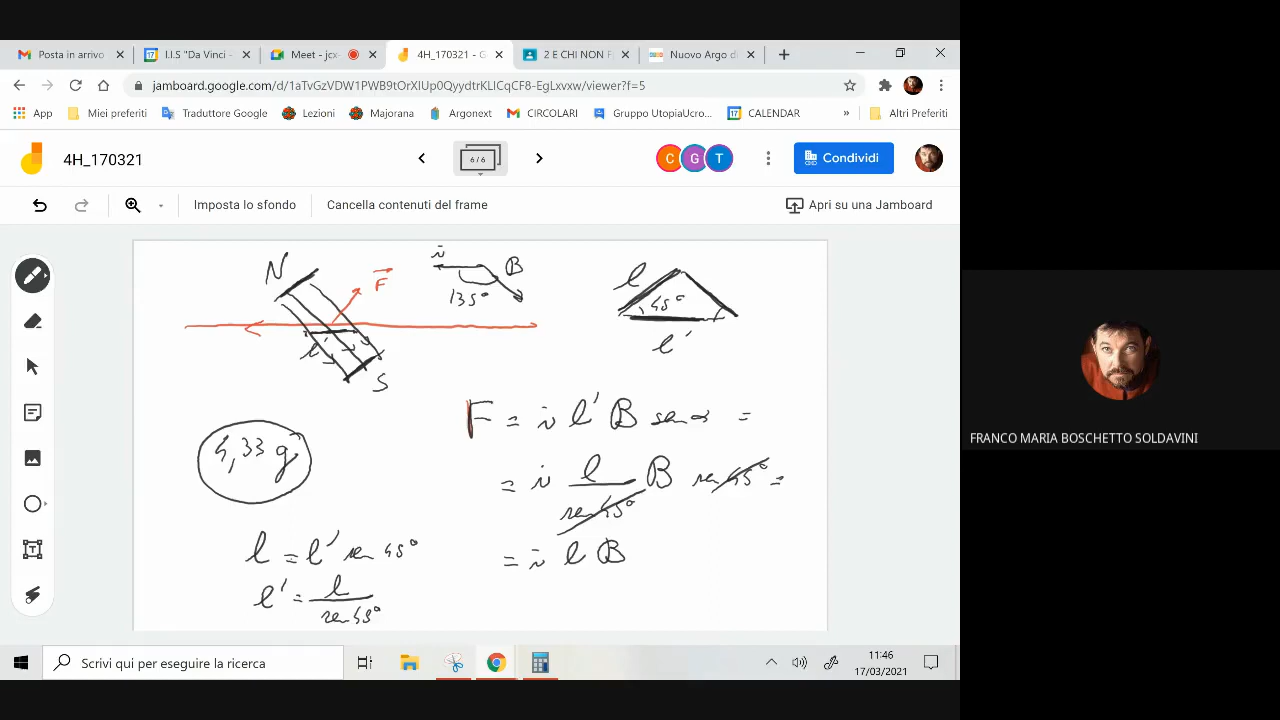 Posta in arrivo
I.I.S "Da Vinci -
Meet - jcx-
4H_170321 - G
2 E CHI NON F
Nuovo Argo di
jamboard.google.com/d/1aTvGzVDW1PWB9tOrXIUp0QyydtrKLICqCF8-EgLxvxw/viewer?f=5
App
Miei preferiti
Traduttore Google
Lezioni
Majorana
Argonext
CIRCOLARI
Gruppo UtopiaUcro...
CALENDAR
»
Altri Preferiti
4H_170321
6 / 6
C G T
Condividi
Imposta lo sfondo
Cancella contenuti del frame
Apri su una Jamboard
N
F
i
B
135°
l
45°
l'
l'
S
F = i l' B sen α =
4,33 g
= i l / sen 45° B sen 45° =
l = l' sen 45°
= i l B
l' = l / sen 45°
FRANCO MARIA BOSCHETTO SOLDAVINI
Scrivi qui per eseguire la ricerca
11:46
17/03/2021